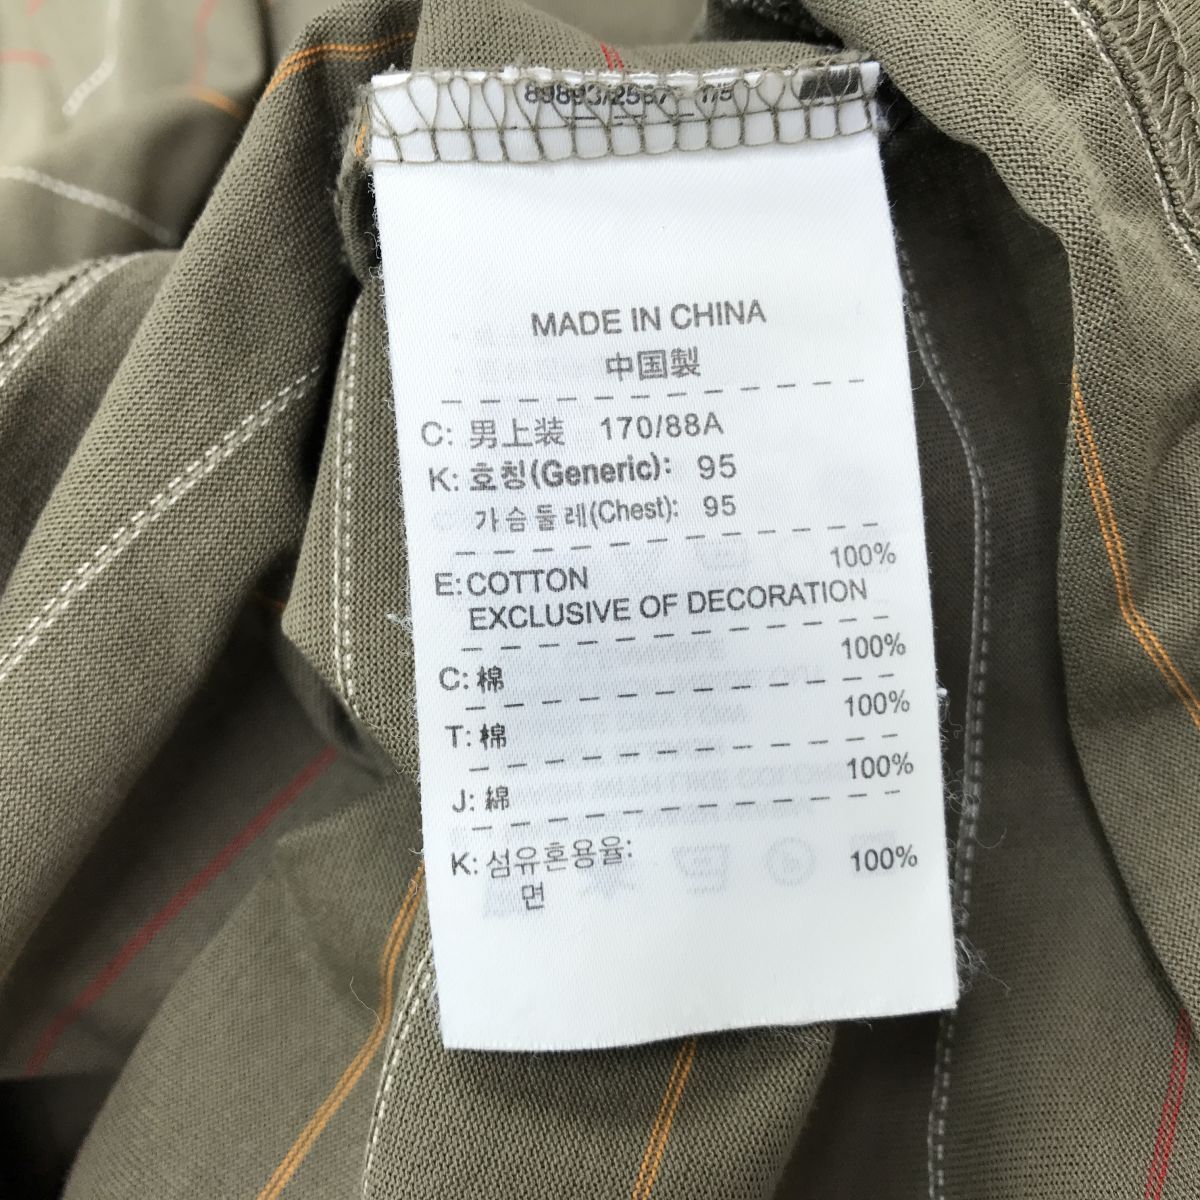 MADE IN CHINA
中国製
C: 男上装 170/88A
K: 호칭(Generic): 95
가슴둘레(Chest): 95
E: COTTON 100%
EXCLUSIVE OF DECORATION
C: 棉 100%
T: 棉 100%
J: 綿 100%
K: 섬유혼용율:
면 100%